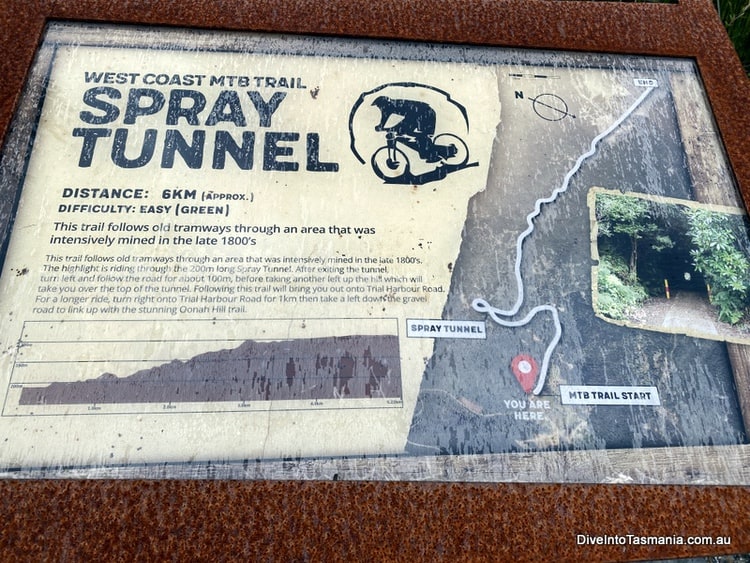 WEST COAST MTB TRAIL
SPRAY
TUNNEL
DISTANCE: 6KM (APPROX.)
DIFFICULTY: EASY (GREEN)
This trail follows old tramways through an area that was
intensively mined in the late 1800's
This trail follows old tramways through an area that was intensively mined in the late 1800's.
The highlight is riding through the 200m long Spray Tunnel. After exiting the tunnel,
turn left and follow the road for about 100m, before taking another left up the hill which will
take you over the top of the tunnel. Following this trail will bring you out onto Trial Harbour Road.
For a longer ride, turn right onto Trial Harbour Road for 1km then take a left down the gravel
road to link up with the stunning Oonah Hill trail.
N
END
SPRAY TUNNEL
MTB TRAIL START
YOU ARE
HERE
DiveIntoTasmania.com.au